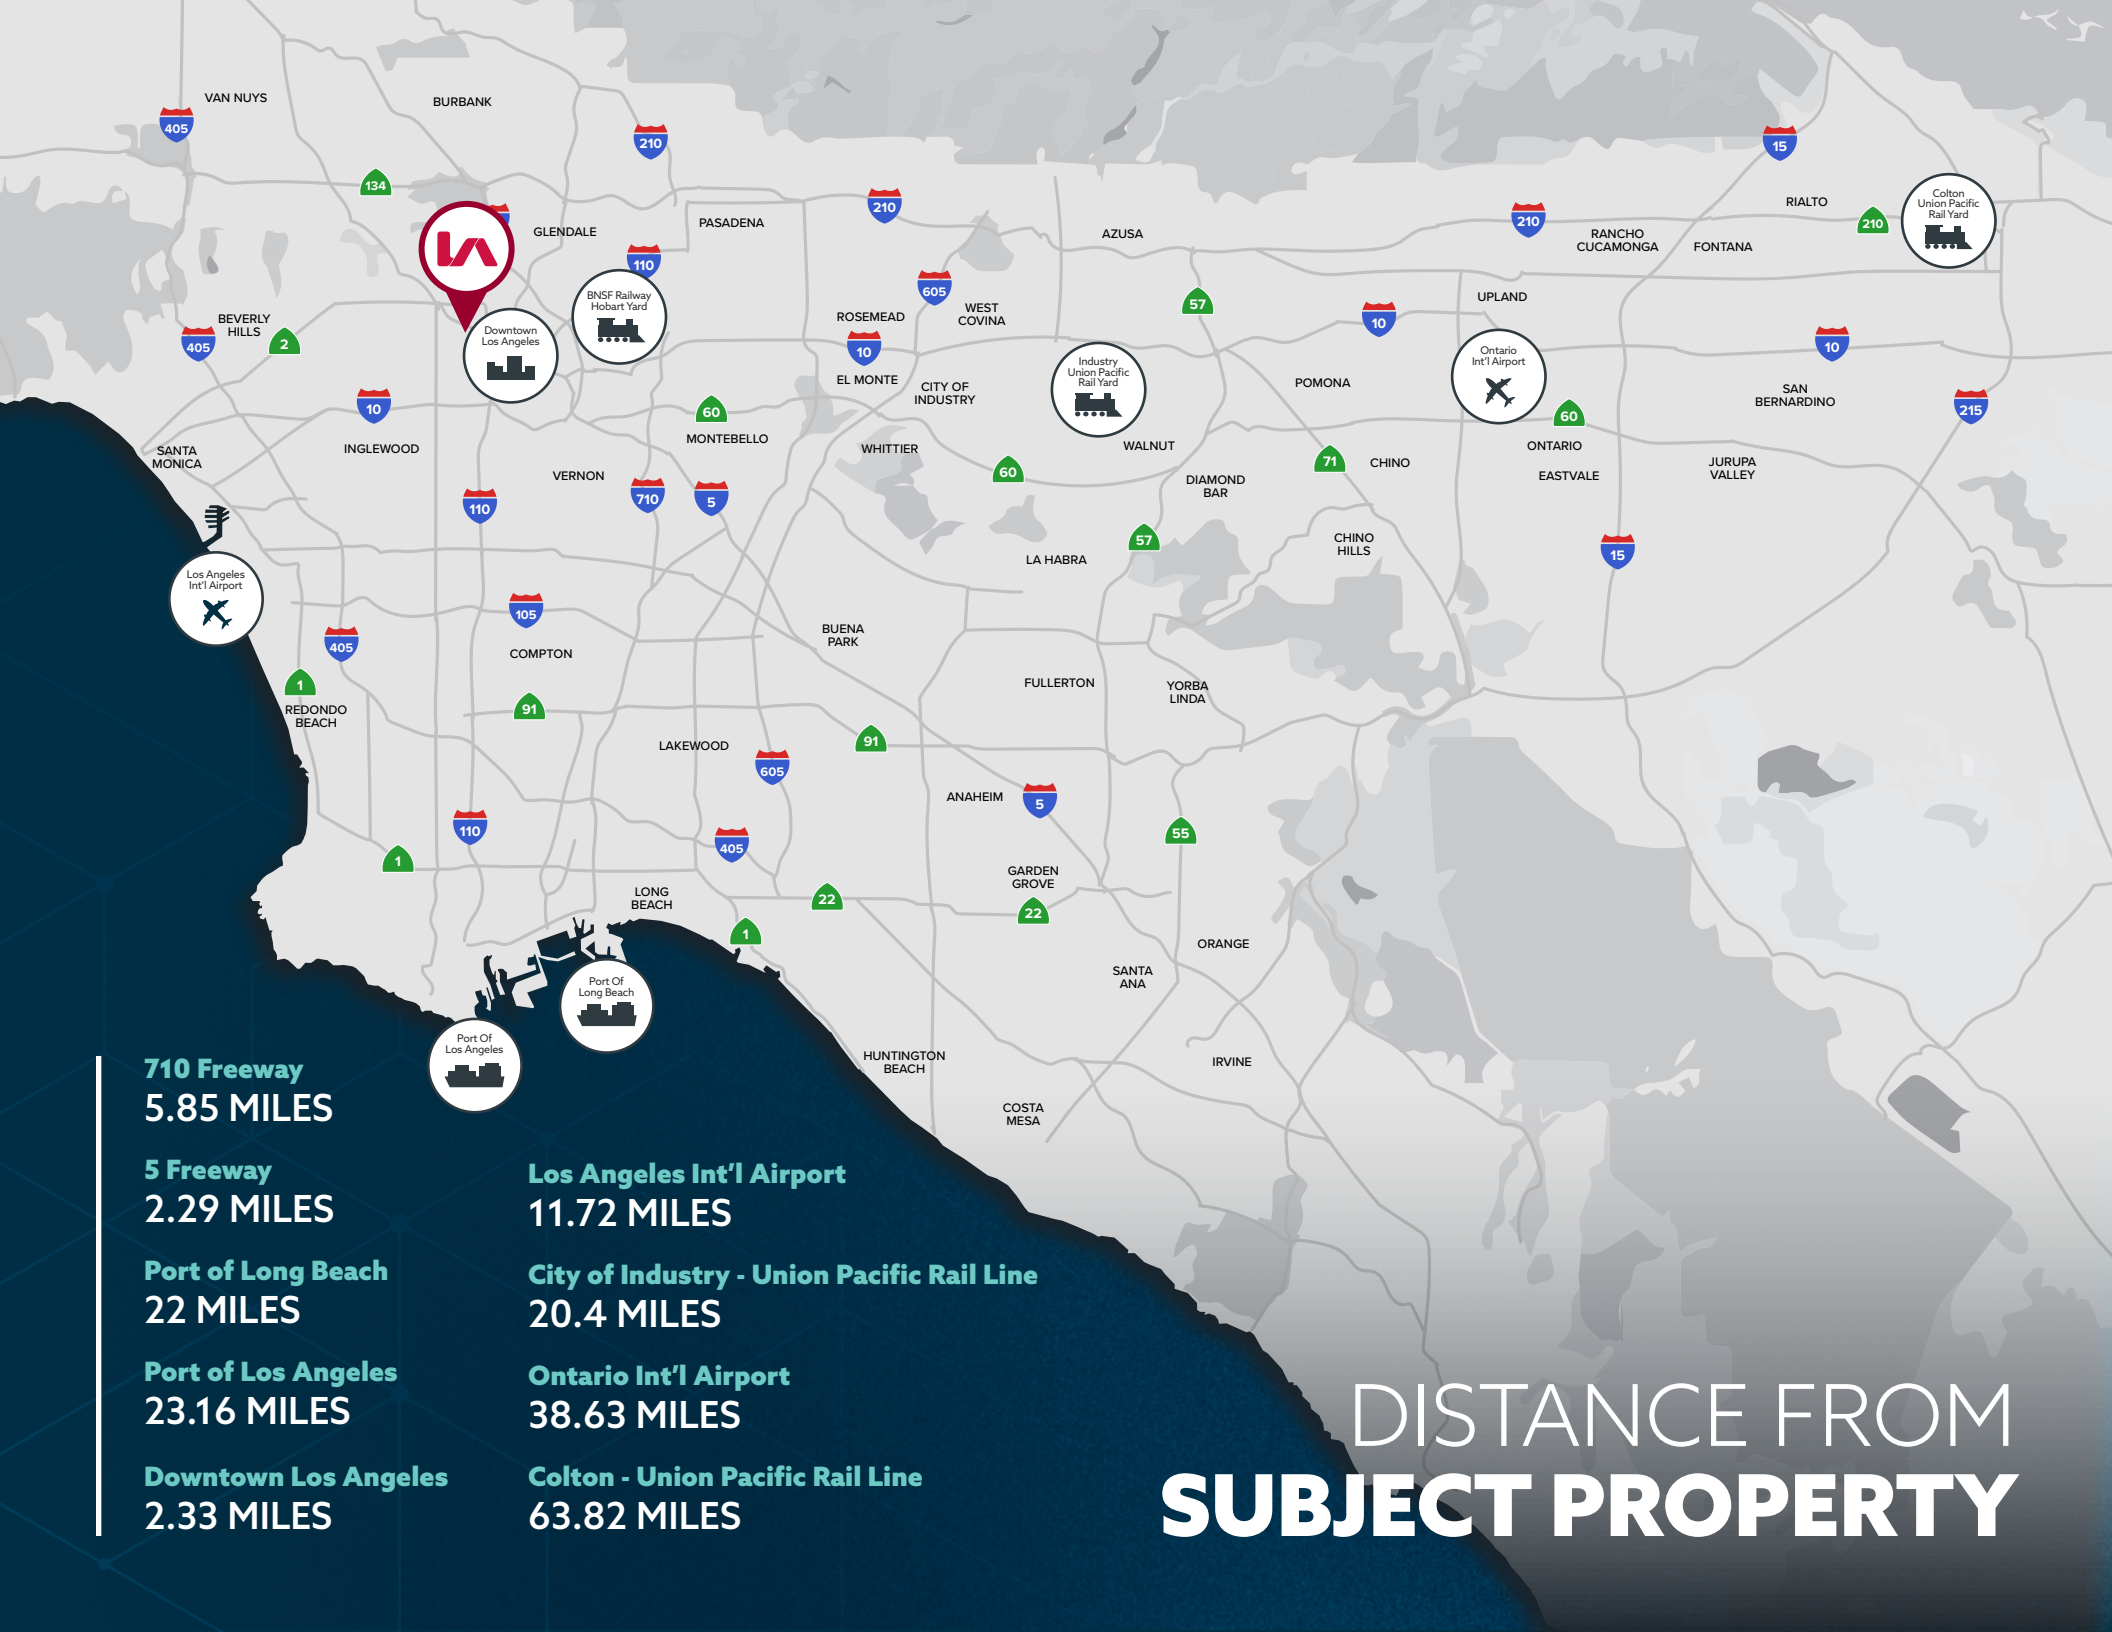 VAN NUYS
BURBANK
405
210
15
134
210
GLENDALE
PASADENA
AZUSA
210
RANCHO
CUCAMONGA
FONTANA
RIALTO
210
Colton
Union Pacific
Rail Yard
LA
110
BNSF Railway
Hobart Yard
605
WEST
COVINA
57
UPLAND
BEVERLY
HILLS
405
2
Downtown
Los Angeles
ROSEMEAD
10
EL MONTE
CITY OF
INDUSTRY
Industry
Union Pacific
Rail Yard
10
POMONA
Ontario
Int'l Airport
10
SAN
BERNARDINO
215
10
60
MONTEBELLO
60
SANTA
MONICA
INGLEWOOD
WHITTIER
WALNUT
71
CHINO
ONTARIO
EASTVALE
JURUPA
VALLEY
VERNON
110
710
5
60
DIAMOND
BAR
57
CHINO
HILLS
15
LA HABRA
Los Angeles
Int'l Airport
105
405
COMPTON
BUENA
PARK
1
REDONDO
BEACH
91
FULLERTON
YORBA
LINDA
LAKEWOOD
605
91
ANAHEIM
5
110
405
55
1
LONG
BEACH
22
GARDEN
GROVE
22
1
ORANGE
SANTA
ANA
Port Of
Long Beach
Port Of
Los Angeles
HUNTINGTON
BEACH
IRVINE
COSTA
MESA
710 Freeway
5.85 MILES
5 Freeway
2.29 MILES
Port of Long Beach
22 MILES
Port of Los Angeles
23.16 MILES
Downtown Los Angeles
2.33 MILES
Los Angeles Int'l Airport
11.72 MILES
City of Industry - Union Pacific Rail Line
20.4 MILES
Ontario Int'l Airport
38.63 MILES
Colton - Union Pacific Rail Line
63.82 MILES
DISTANCE FROM
SUBJECT PROPERTY